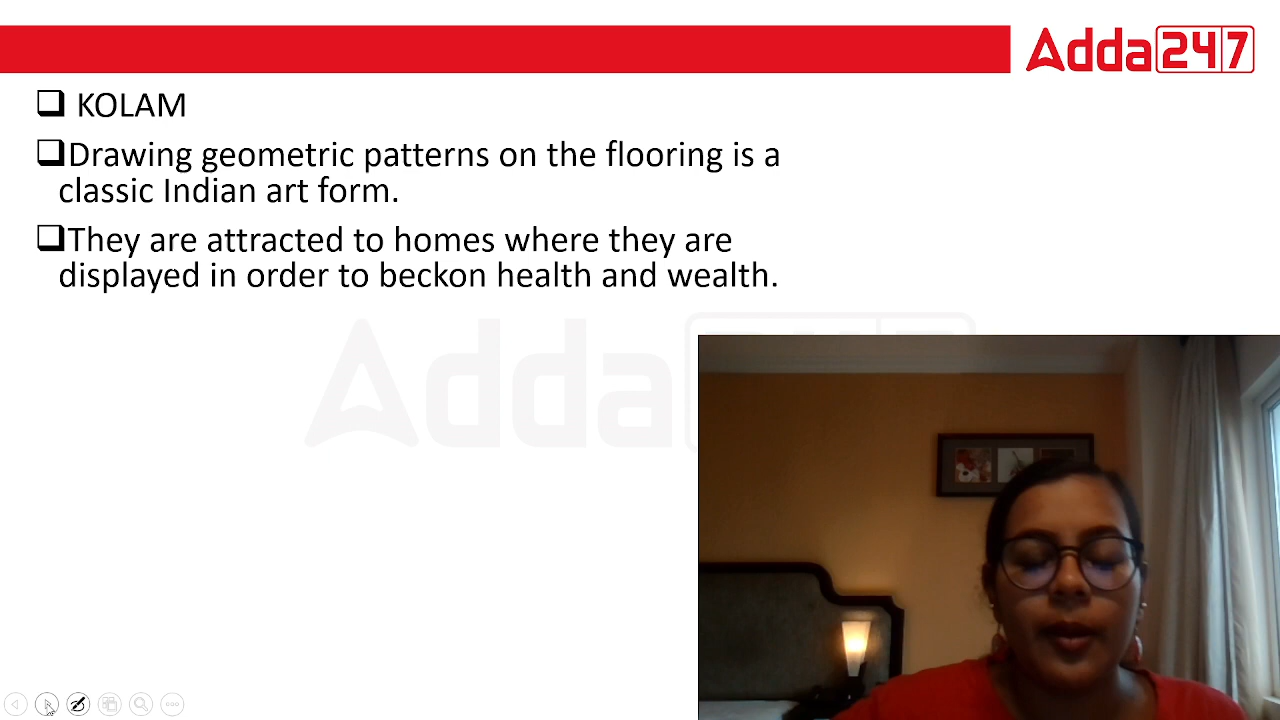 Adda247
KOLAM
Drawing geometric patterns on the flooring is a
classic Indian art form.
They are attracted to homes where they are
displayed in order to beckon health and wealth.
Adda247